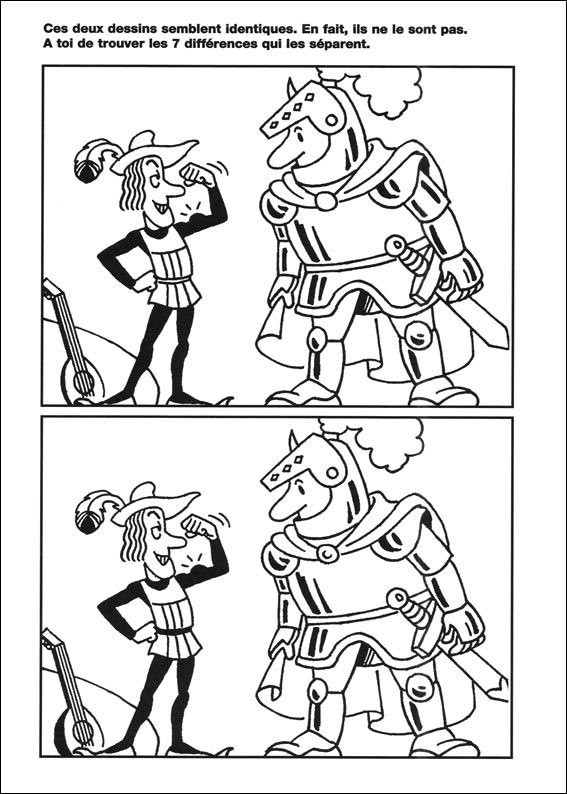 Ces deux dessins semblent identiques. En fait, ils ne le sont pas.
A toi de trouver les 7 différences qui les séparent.